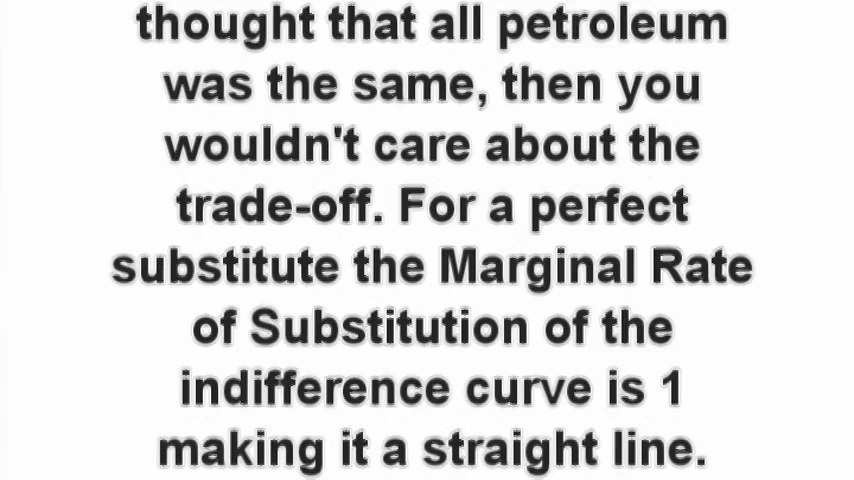 thought that all petroleum
was the same, then you
wouldn't care about the
trade-off. For a perfect
substitute the Marginal Rate
of Substitution of the
indifference curve is 1
making it a straight line.